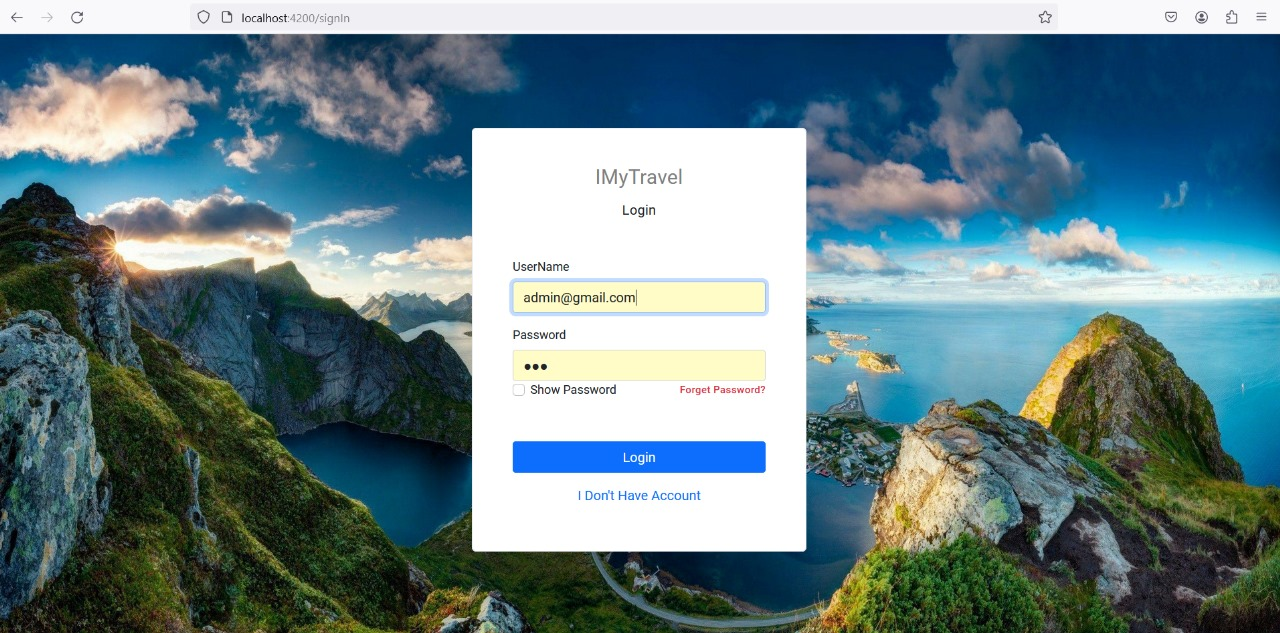 localhost:4200/signIn
IMyTravel
Login
UserName
admin@gmail.com
Password
●●●
Show Password Forget Password?
Login
I Don't Have Account